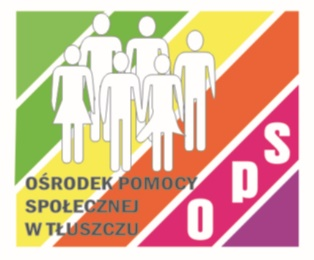 OŚRODEK POMOCY
SPOŁECZNEJ
W TŁUSZCZU
ops